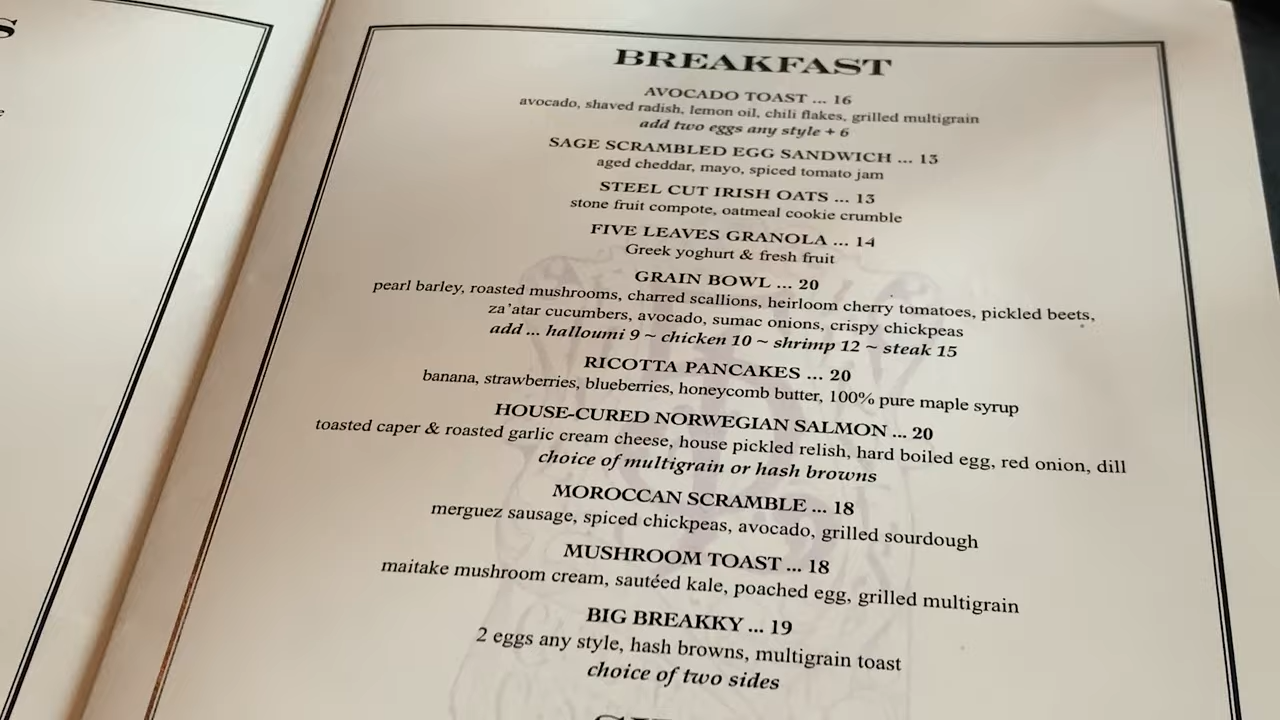 BREAKFAST
AVOCADO TOAST ... 16
avocado, shaved radish, lemon oil, chili flakes, grilled multigrain
add two eggs any style + 6
SAGE SCRAMBLED EGG SANDWICH ... 13
aged cheddar, mayo, spiced tomato jam
STEEL CUT IRISH OATS ... 13
stone fruit compote, oatmeal cookie crumble
FIVE LEAVES GRANOLA ... 14
Greek yoghurt & fresh fruit
GRAIN BOWL ... 20
pearl barley, roasted mushrooms, charred scallions, heirloom cherry tomatoes, pickled beets,
za'atar cucumbers, avocado, sumac onions, crispy chickpeas
add ... halloumi 9 ~ chicken 10 ~ shrimp 12 ~ steak 15
RICOTTA PANCAKES ... 20
banana, strawberries, blueberries, honeycomb butter, 100% pure maple syrup
HOUSE-CURED NORWEGIAN SALMON ... 20
toasted caper & roasted garlic cream cheese, house pickled relish, hard boiled egg, red onion, dill
choice of multigrain or hash browns
MOROCCAN SCRAMBLE ... 18
merguez sausage, spiced chickpeas, avocado, grilled sourdough
MUSHROOM TOAST ... 18
maitake mushroom cream, sautéed kale, poached egg, grilled multigrain
BIG BREAKKY ... 19
2 eggs any style, hash browns, multigrain toast
choice of two sides